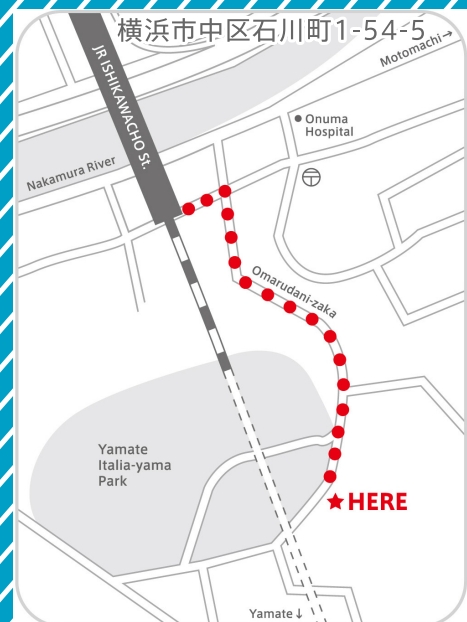 横浜市中区石川町1-54-5
Motomachi→
JR ISHIKAWACHO St.
Onuma
Hospital
Nakamura River
Omarudani-zaka
Yamate
Italia-yama
Park
★HERE
Yamate↓